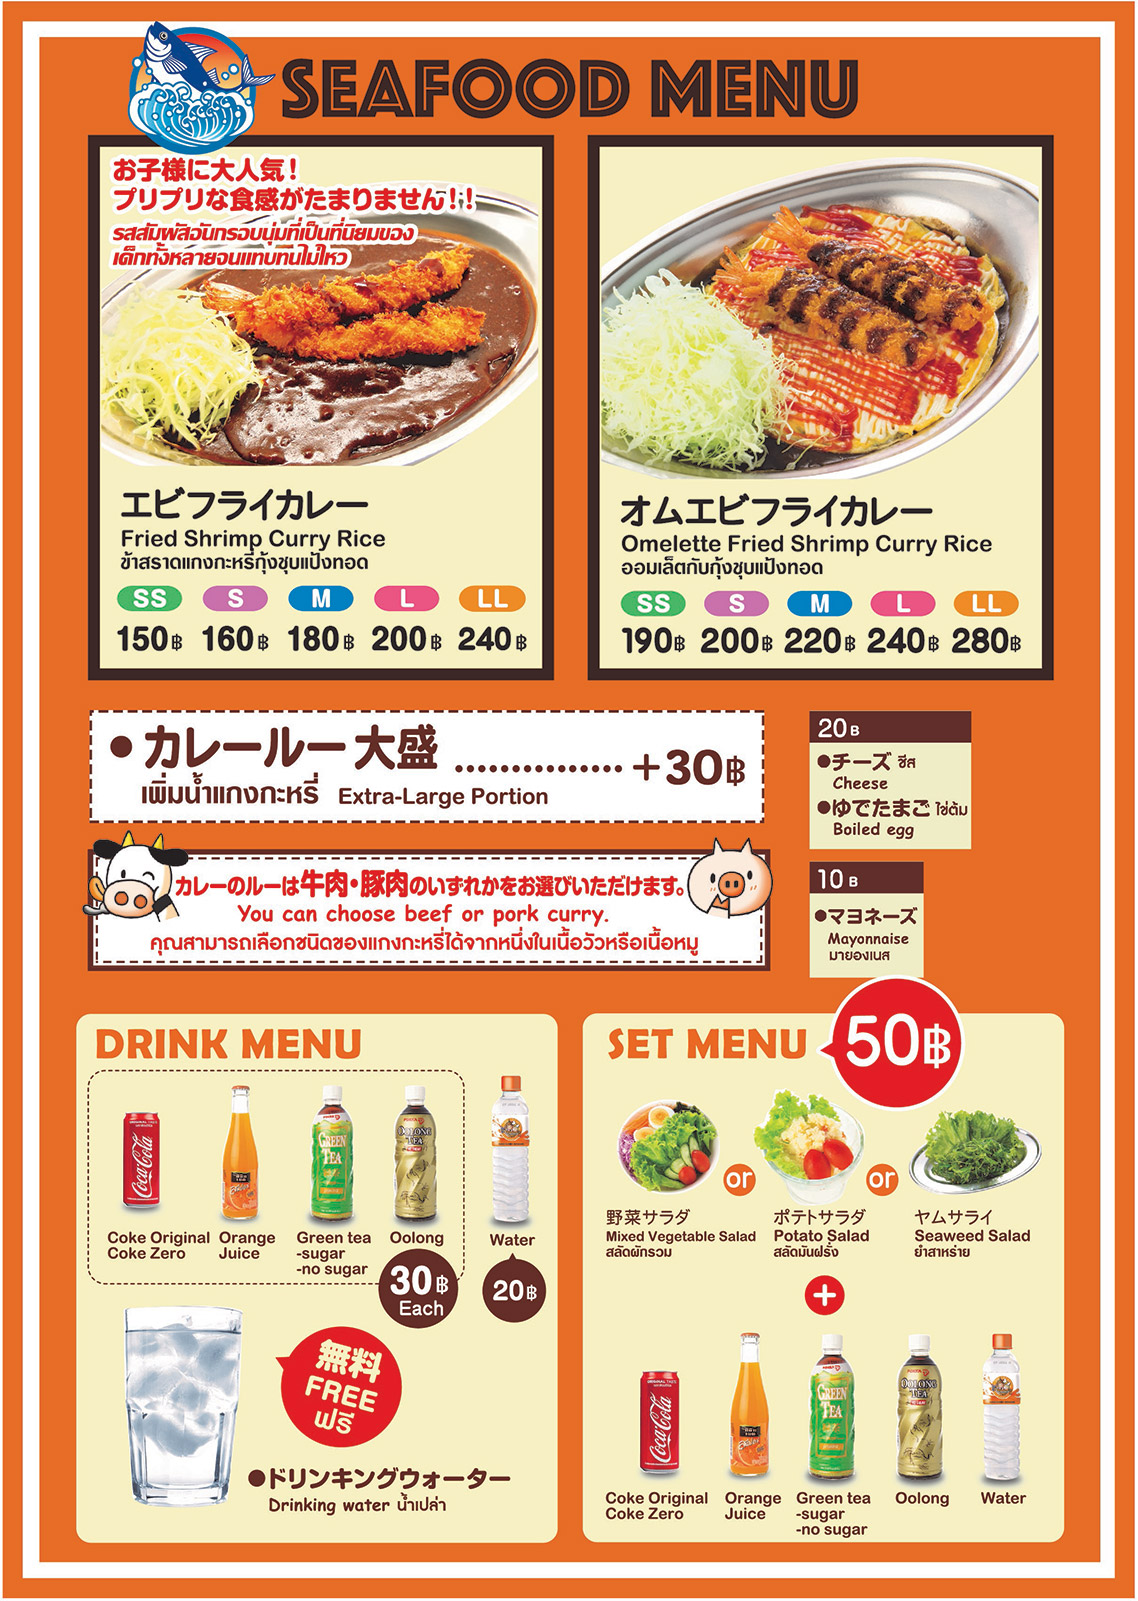 SEAFOOD MENU
お子様に大人気！
プリプリな食感がたまりません！！
รสสัมผัสอันกรอบนุ่มที่เป็นที่นิยมของ
เด็กทั้งหลายจนแทบทนไม่ไหว
エビフライカレー
Fried Shrimp Curry Rice
ข้าสราดแกงกะหรี่กุ้งชุบแป้งทอด
SS S M L LL
150฿ 160฿ 180฿ 200฿ 240฿
オムエビフライカレー
Omelette Fried Shrimp Curry Rice
ออมเล็ตกับกุ้งชุบแป้งทอด
SS S M L LL
190฿ 200฿ 220฿ 240฿ 280฿
● カレールー 大盛 ............... +30฿
เพิ่มน้ำแกงกะหรี่ Extra-Large Portion
20 B
●チーズ ชีส
Cheese
●ゆでたまご ไข่ต้ม
Boiled egg
カレーのルーは牛肉・豚肉のいずれかをお選びいただけます。
You can choose beef or pork curry.
คุณสามารถเลือกชนิดของแกงกะหรี่ได้จากหนึ่งในเนื้อวัวหรือเนื้อหมู
10 B
●マヨネーズ
Mayonnaise
มายองเนส
DRINK MENU
ORIGINAL TASTE
Coca-Cola
GREEN
TEA
OOLONG
TEA
Coke Original
Coke Zero
Orange
Juice
Green tea
-sugar
-no sugar
Oolong
Water
30฿
Each
20฿
無料
FREE
ฟรี
●ドリンキングウォーター
Drinking water น้ำเปล่า
SET MENU
50฿
or
or
野菜サラダ
Mixed Vegetable Salad
สลัดผักรวม
ポテトサラダ
Potato Salad
สลัดมันฝรั่ง
ヤムサライ
Seaweed Salad
ยำสาหร่าย
+
ORIGINAL TASTE
Coca-Cola
GREEN
TEA
OOLONG
TEA
Coke Original
Coke Zero
Orange
Juice
Green tea
-sugar
-no sugar
Oolong
Water